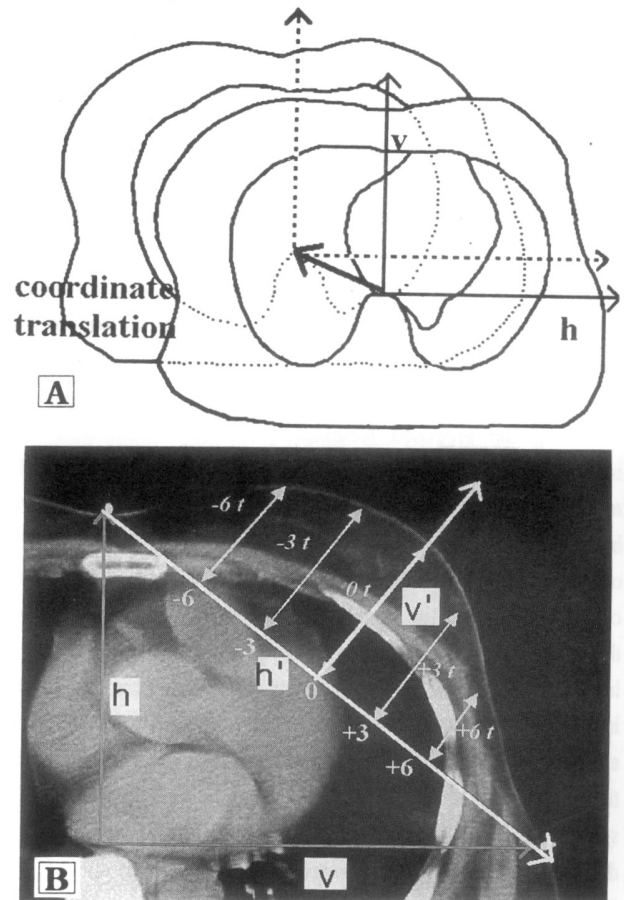 v
coordinate
translation
h
A
-6 t
-3 t
0 t
v'
-6
-3
h'
+3 t
0
h
+3
+6 t
+6
B
v